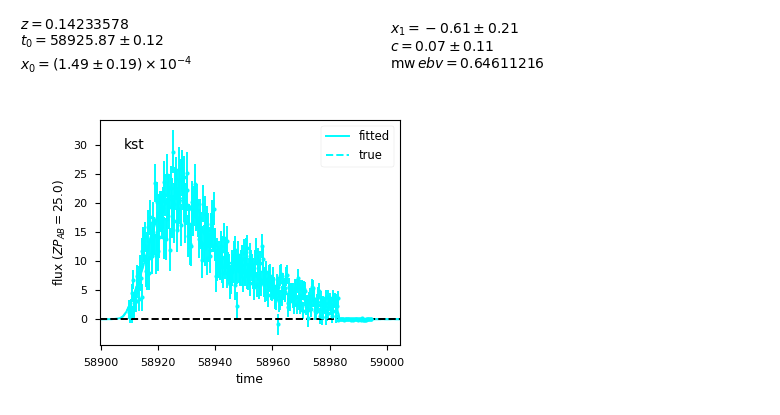 z = 0.14233578
t₀ = 58925.87 ± 0.12
x₀ = (1.49 ± 0.19) × 10⁻⁴
x₁ = −0.61 ± 0.21
c = 0.07 ± 0.11
mw ebv = 0.64611216
kst
fitted
true
flux (ZP_AB = 25.0)
30
25
20
15
10
5
0
58900 58920 58940 58960 58980 59000
time